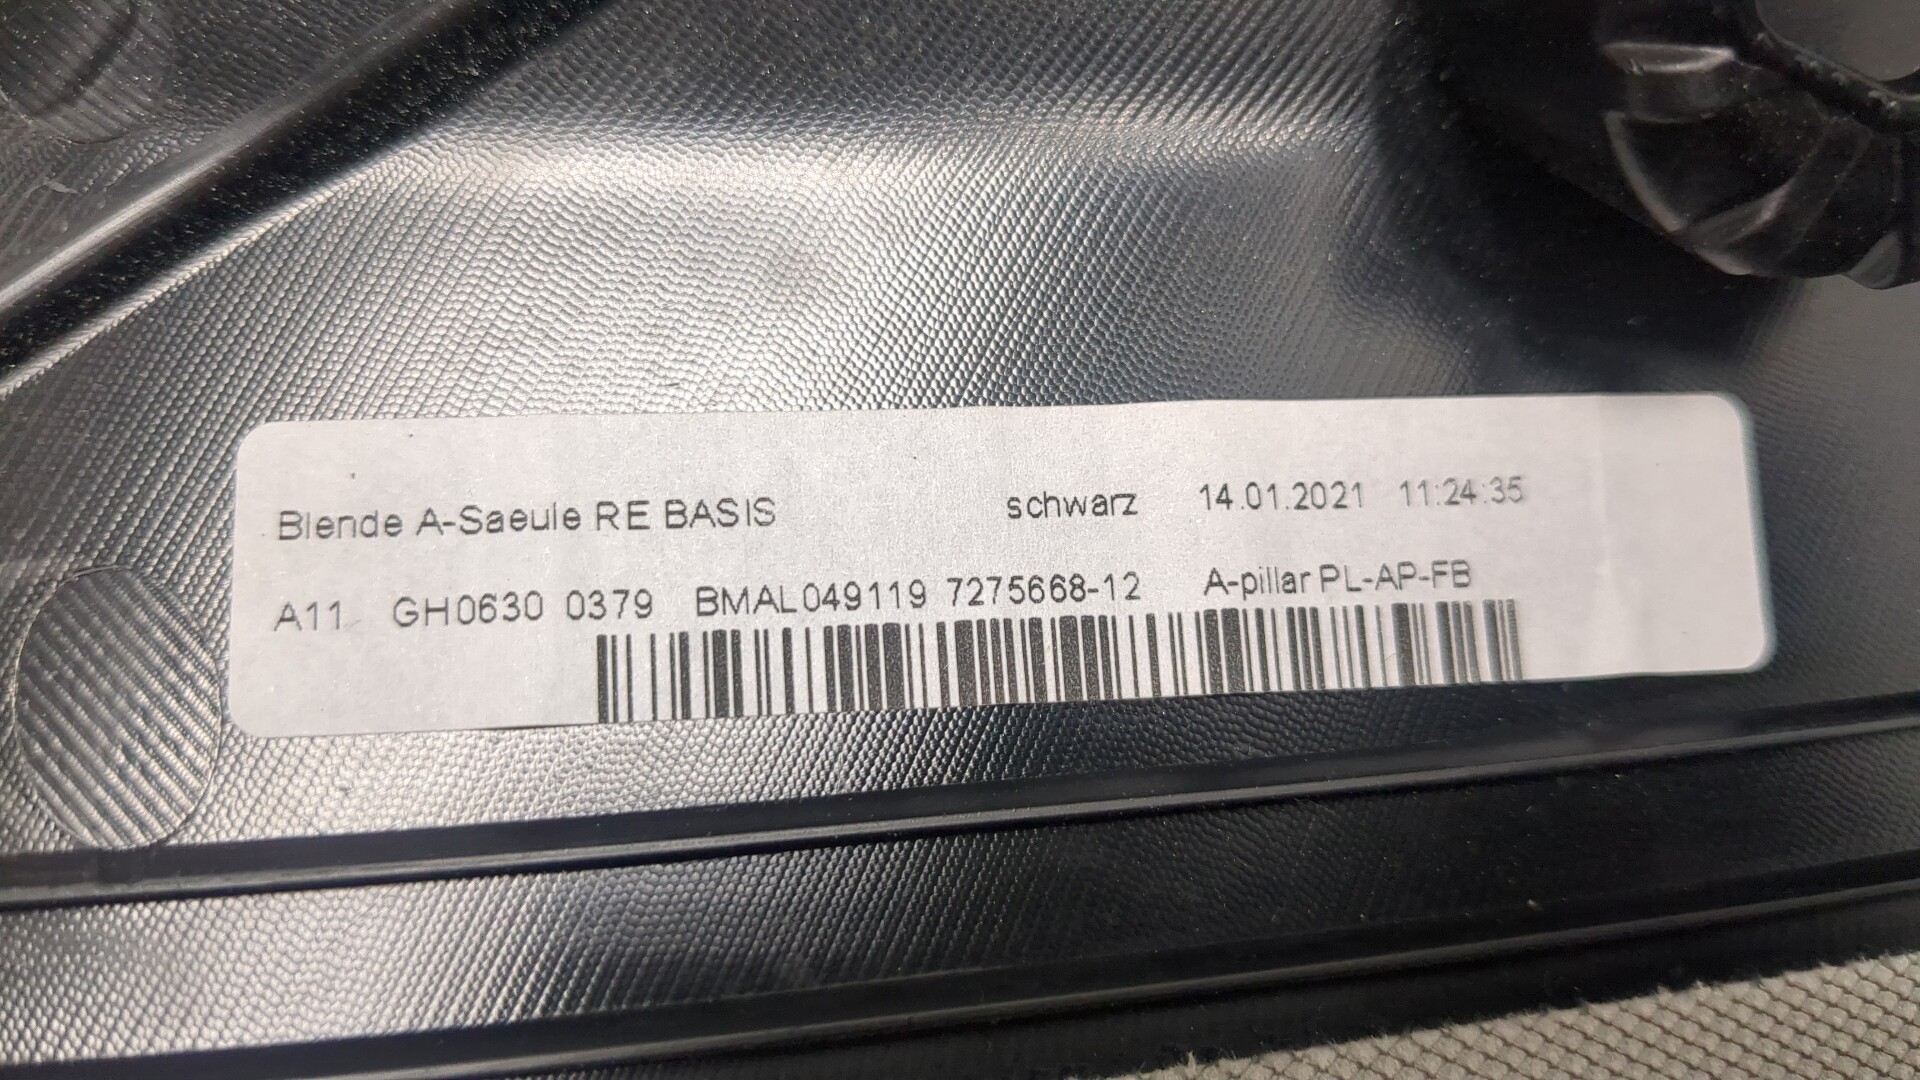 Blende A-Saeule RE BASIS schwarz 14.01.2021 11:24:35
A11 GH0630 0379 BMAL049119 7275668-12 A-pillar PL-AP-FB